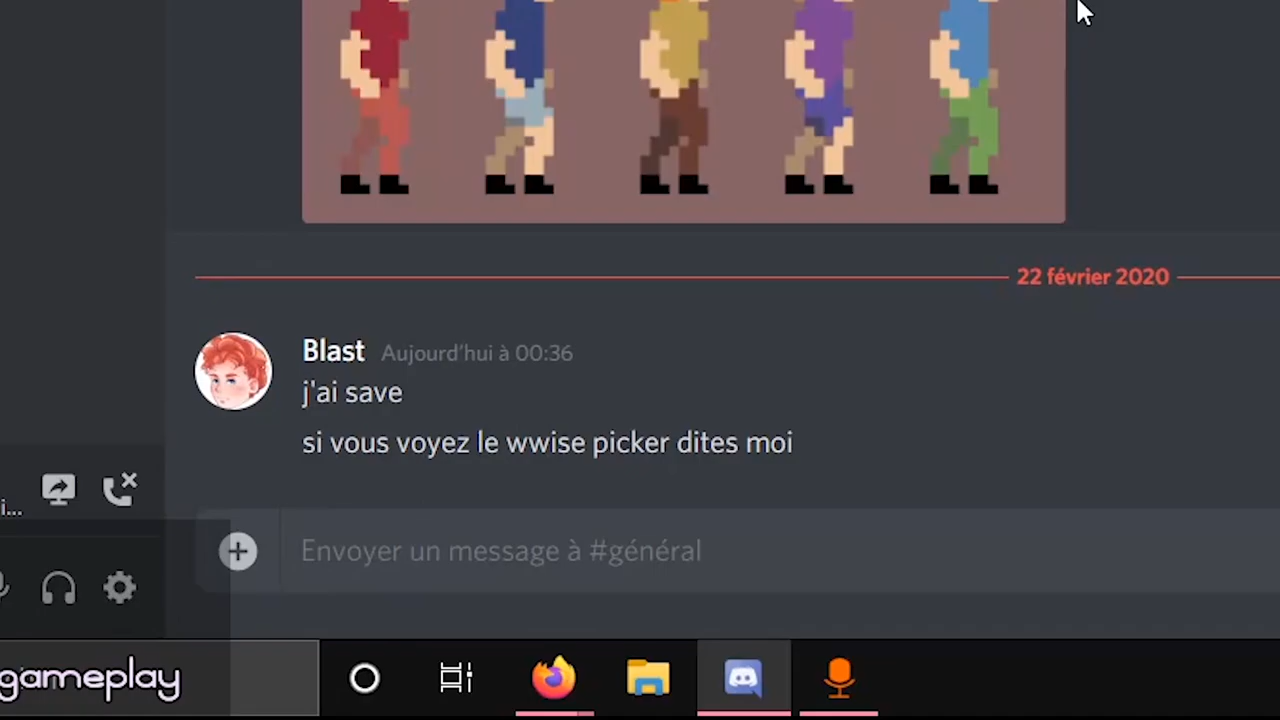 22 février 2020
Blast Aujourd'hui à 00:36
j'ai save
si vous voyez le wwise picker dites moi
i...
Envoyer un message à #général
gameplay